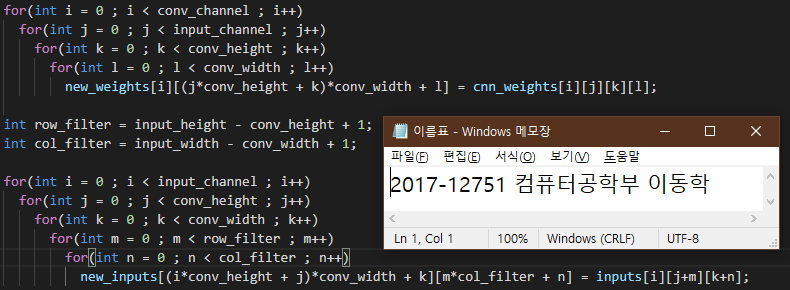 for(int i = 0 ; i < conv_channel ; i++)
for(int j = 0 ; j < input_channel ; j++)
for(int k = 0 ; k < conv_height ; k++)
for(int l = 0 ; l < conv_width ; l++)
new_weights[i][(j*conv_height + k)*conv_width + l] = cnn_weights[i][j][k][l];
int row_filter = input_height - conv_height + 1;
int col_filter = input_width - conv_width + 1;
for(int i = 0 ; i < input_channel ; i++)
for(int j = 0 ; j < conv_height ; j++)
for(int k = 0 ; k < conv_width ; k++)
for(int m = 0 ; m < row_filter ; m++)
for(int n = 0 ; n < col_filter ; n++)
new_inputs[(i*conv_height + j)*conv_width + k][m*col_filter + n] = inputs[i][j+m][k+n];
이름표 - Windows 메모장
파일(F) 편집(E) 서식(O) 보기(V) 도움말
2017-12751 컴퓨터공학부 이동학
Ln 1, Col 1 100% Windows (CRLF) UTF-8